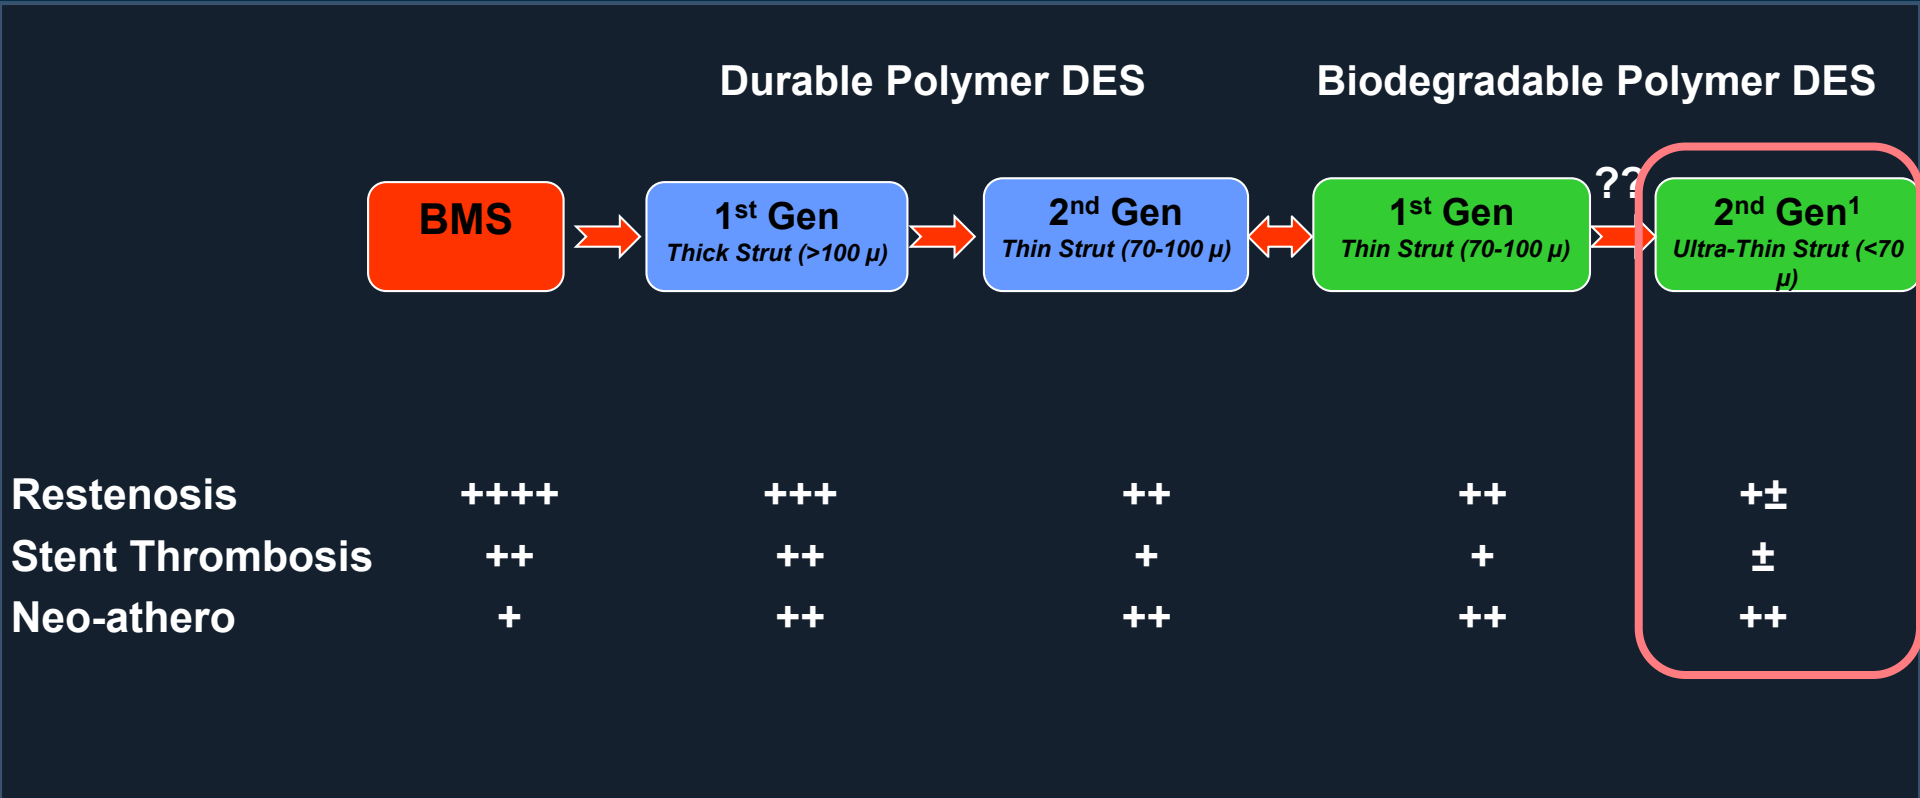 Durable Polymer DES Biodegradable Polymer DES
??
BMS
1st Gen
Thick Strut (>100 µ)
2nd Gen
Thin Strut (70-100 µ)
1st Gen
Thin Strut (70-100 µ)
2nd Gen1
Ultra-Thin Strut (<70
µ)
Restenosis ++++ +++ ++ ++ +±
Stent Thrombosis ++ ++ + + ±
Neo-athero + ++ ++ ++ ++